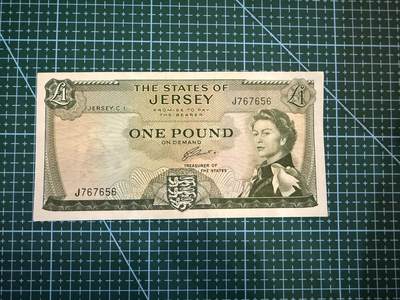 £1
£1
THE STATES OF
JERSEY
JERSEY C.I.
PROMISE TO PAY
THE BEARER
J767656
ONE POUND
ON DEMAND
TREASURER OF
THE STATES
J767656